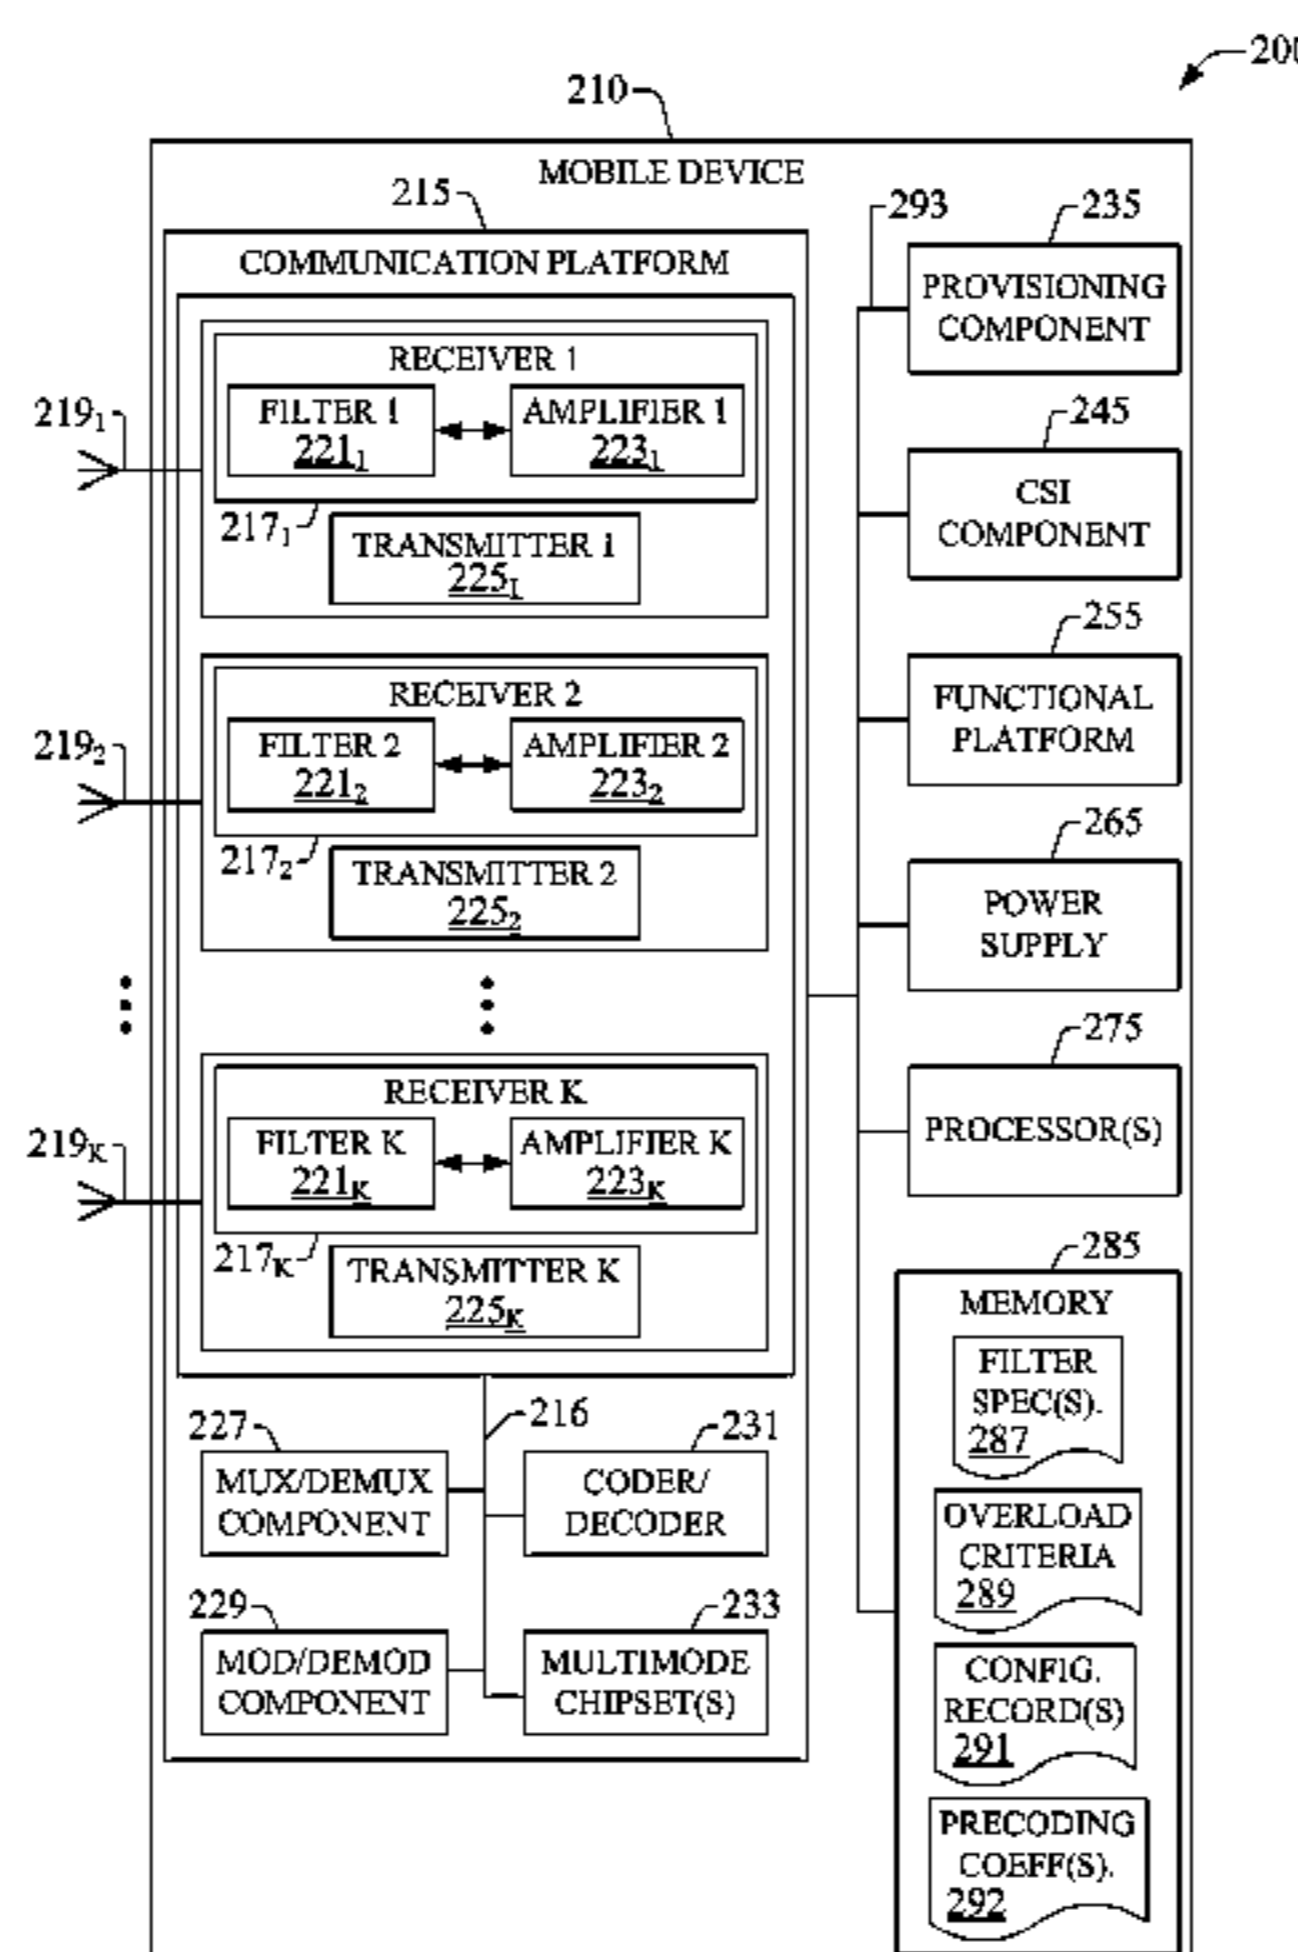 200
210
MOBILE DEVICE
215
COMMUNICATION PLATFORM
RECEIVER 1
FILTER 1
221₁
AMPLIFIER 1
223₁
219₁
217₁
TRANSMITTER 1
225₁
RECEIVER 2
FILTER 2
221₂
AMPLIFIER 2
223₂
219₂
217₂
TRANSMITTER 2
225₂
RECEIVER K
FILTER K
221K
AMPLIFIER K
223K
219K
217K
TRANSMITTER K
225K
216
227
MUX/DEMUX
COMPONENT
231
CODER/
DECODER
229
MOD/DEMOD
COMPONENT
233
MULTIMODE
CHIPSET(S)
293
235
PROVISIONING
COMPONENT
245
CSI
COMPONENT
255
FUNCTIONAL
PLATFORM
265
POWER
SUPPLY
275
PROCESSOR(S)
285
MEMORY
FILTER
SPEC(S).
287
OVERLOAD
CRITERIA
289
CONFIG.
RECORD(S)
291
PRECODING
COEFF(S).
292